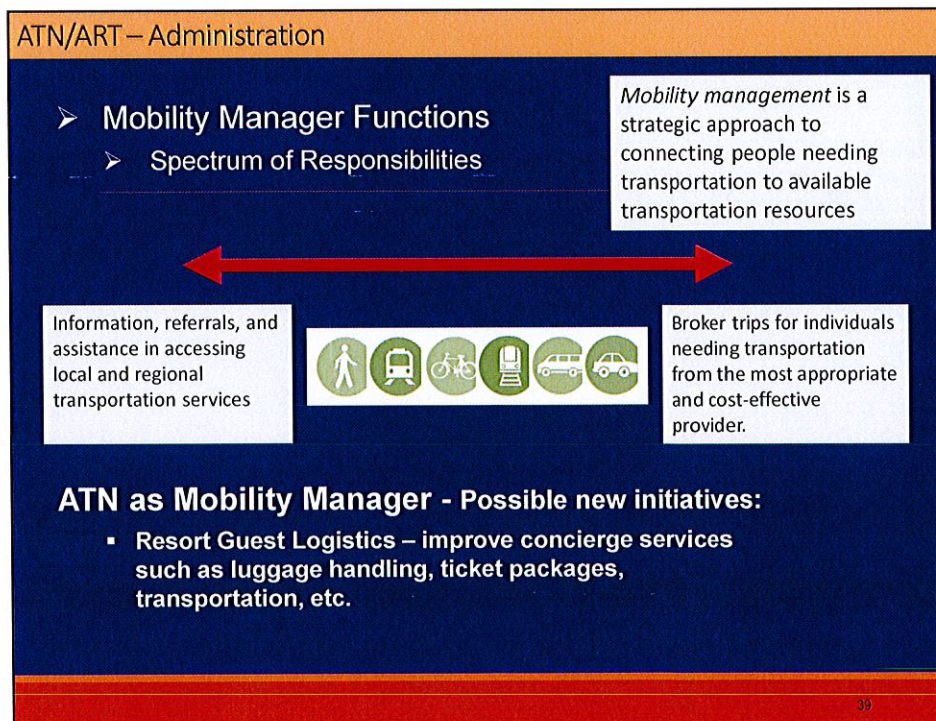 ATN/ART – Administration
➢ Mobility Manager Functions
➢ Spectrum of Responsibilities
Mobility management is a
strategic approach to
connecting people needing
transportation to available
transportation resources
Information, referrals, and
assistance in accessing
local and regional
transportation services
Broker trips for individuals
needing transportation
from the most appropriate
and cost-effective
provider.
ATN as Mobility Manager - Possible new initiatives:
▪ Resort Guest Logistics – improve concierge services
such as luggage handling, ticket packages,
transportation, etc.
39